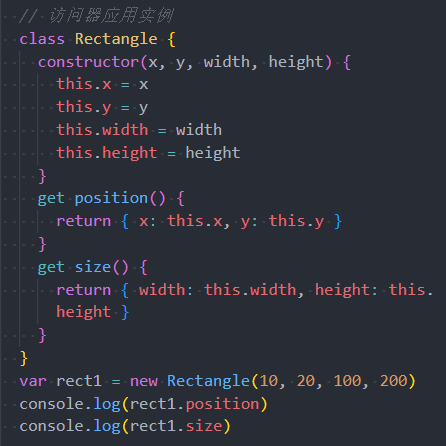 // 访问器应用实例
class Rectangle {
constructor(x, y, width, height) {
this.x = x
this.y = y
this.width = width
this.height = height
}
get position() {
return { x: this.x, y: this.y }
}
get size() {
return { width: this.width, height: this.
height }
}
}
var rect1 = new Rectangle(10, 20, 100, 200)
console.log(rect1.position)
console.log(rect1.size)